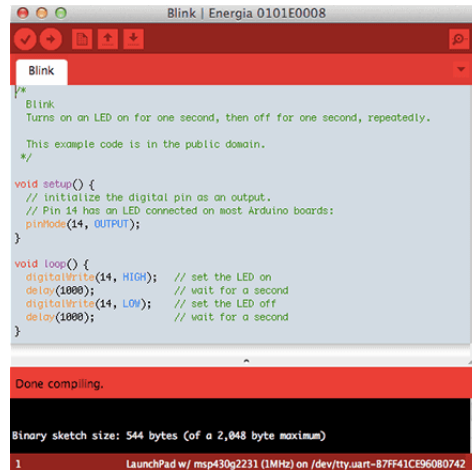 Blink | Energia 0101E0008
Blink
/*
  Blink
  Turns on an LED on for one second, then off for one second, repeatedly.

  This example code is in the public domain.
 */

void setup() {
  // initialize the digital pin as an output.
  // Pin 14 has an LED connected on most Arduino boards:
  pinMode(14, OUTPUT);
}

void loop() {
  digitalWrite(14, HIGH);   // set the LED on
  delay(1000);              // wait for a second
  digitalWrite(14, LOW);    // set the LED off
  delay(1000);              // wait for a second
}
Done compiling.
Binary sketch size: 544 bytes (of a 2,048 byte maximum)
1 LaunchPad w/ msp430g2231 (1MHz) on /dev/tty.uart-B7FF41CE96080742